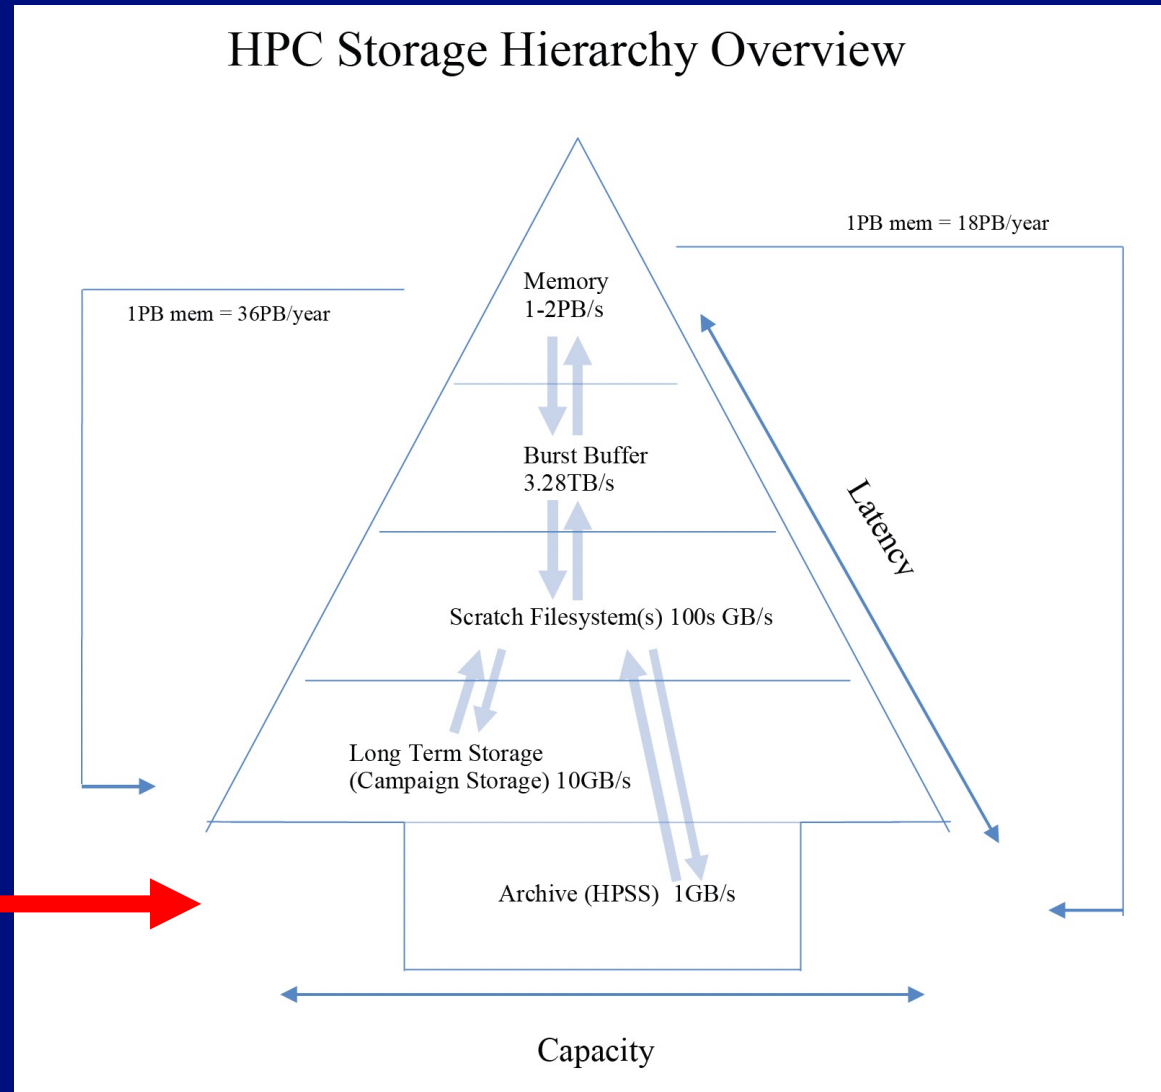 HPC Storage Hierarchy Overview
1PB mem = 18PB/year
Memory
1-2PB/s
1PB mem = 36PB/year
Burst Buffer
3.28TB/s
Latency
Scratch Filesystem(s) 100s GB/s
Long Term Storage
(Campaign Storage) 10GB/s
Archive (HPSS)  1GB/s
Capacity